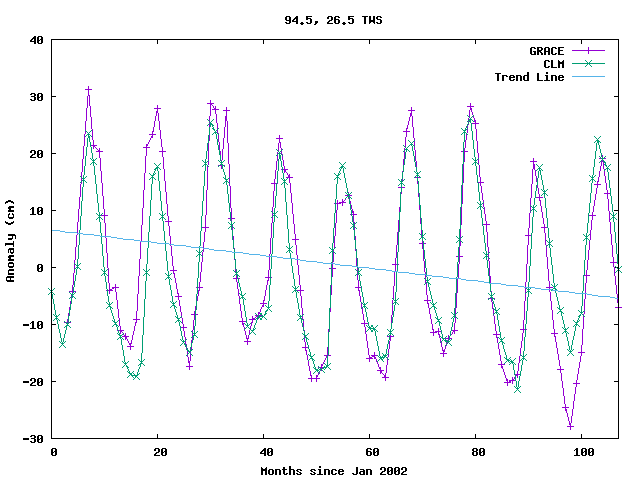 94.5, 26.5 TWS
GRACE
CLM
Trend Line
40
30
20
10
0
-10
-20
-30
Anomaly (cm)
0 20 40 60 80 100
Months since Jan 2002